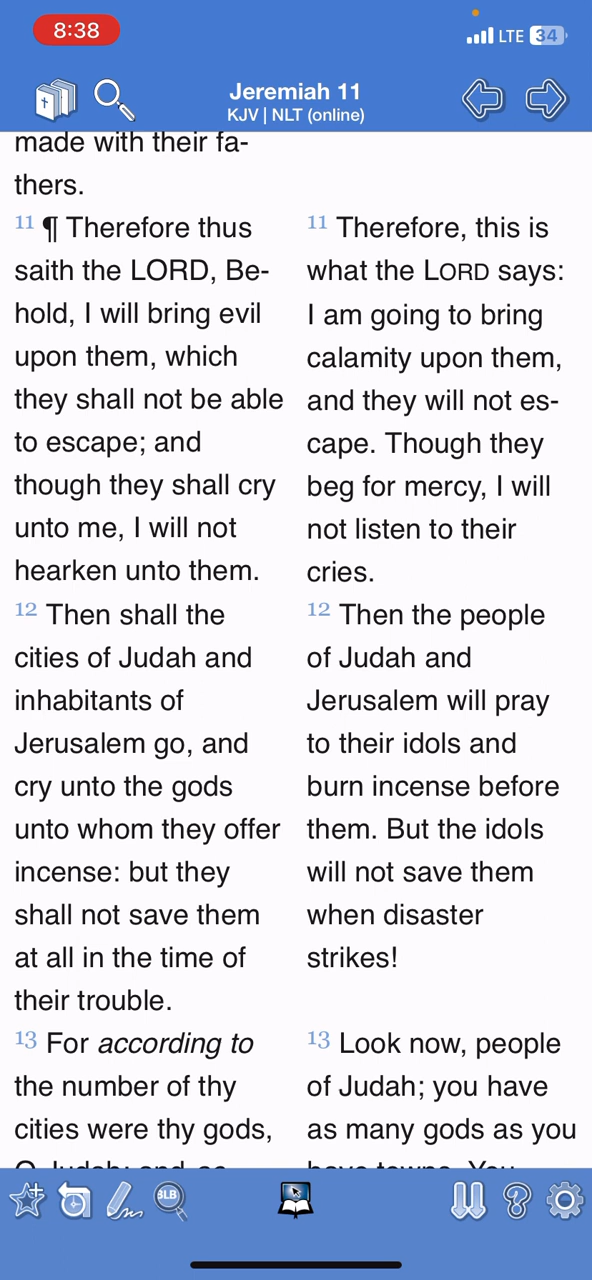 8:38
LTE 34
Jeremiah 11
KJV | NLT (online)
made with their fa-
thers.
11 ¶ Therefore thus
saith the LORD, Be-
hold, I will bring evil
upon them, which
they shall not be able
to escape; and
though they shall cry
unto me, I will not
hearken unto them.
12 Then shall the
cities of Judah and
inhabitants of
Jerusalem go, and
cry unto the gods
unto whom they offer
incense: but they
shall not save them
at all in the time of
their trouble.
13 For according to
the number of thy
cities were thy gods,
O Judah; and
11 Therefore, this is
what the LORD says:
I am going to bring
calamity upon them,
and they will not es-
cape. Though they
beg for mercy, I will
not listen to their
cries.
12 Then the people
of Judah and
Jerusalem will pray
to their idols and
burn incense before
them. But the idols
will not save them
when disaster
strikes!
13 Look now, people
of Judah; you have
as many gods as you
have towns. You
BLB